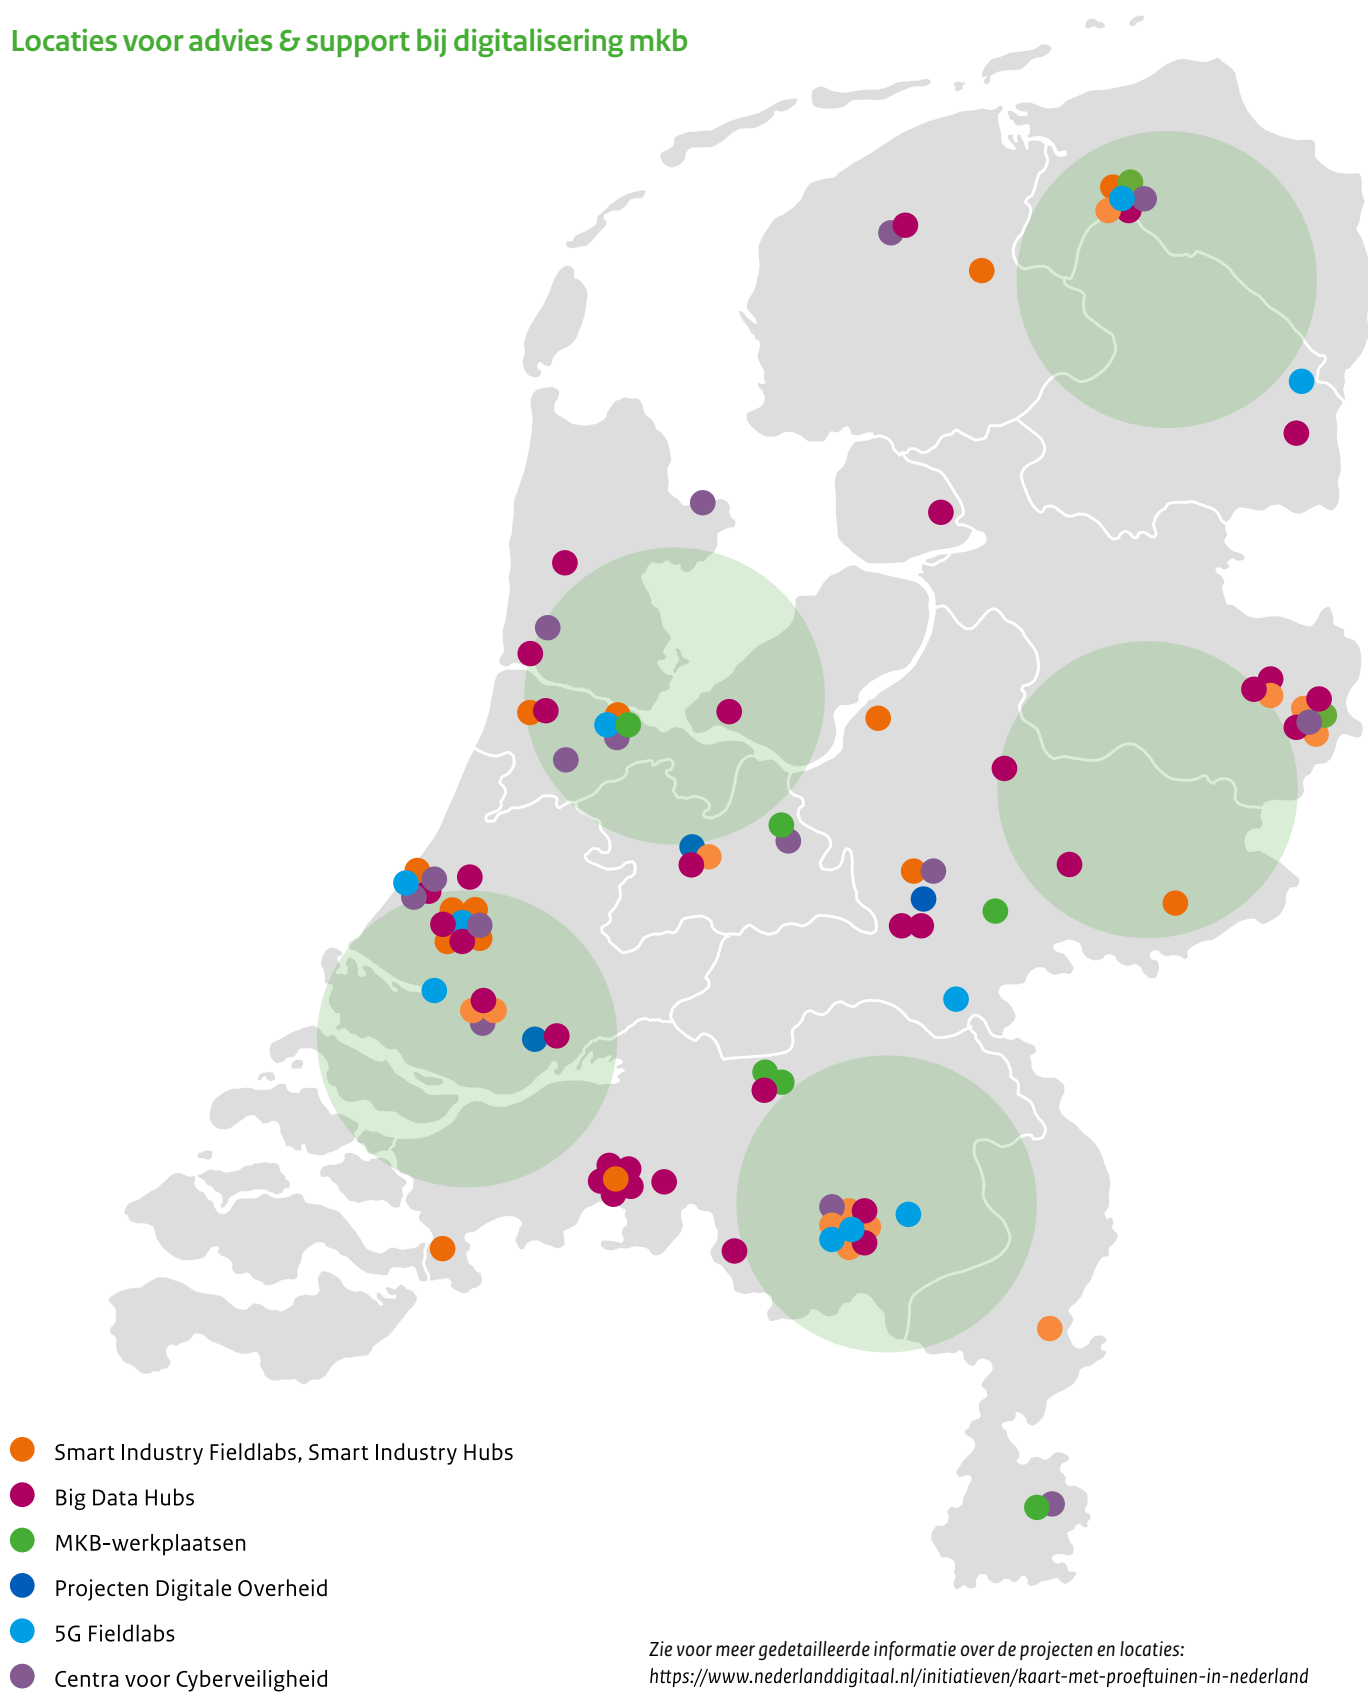 Locaties voor advies & support bij digitalisering mkb
Smart Industry Fieldlabs, Smart Industry Hubs
Big Data Hubs
MKB-werkplaatsen
Projecten Digitale Overheid
5G Fieldlabs
Centra voor Cyberveiligheid
Zie voor meer gedetailleerde informatie over de projecten en locaties:
https://www.nederlanddigitaal.nl/initiatieven/kaart-met-proeftuinen-in-nederland